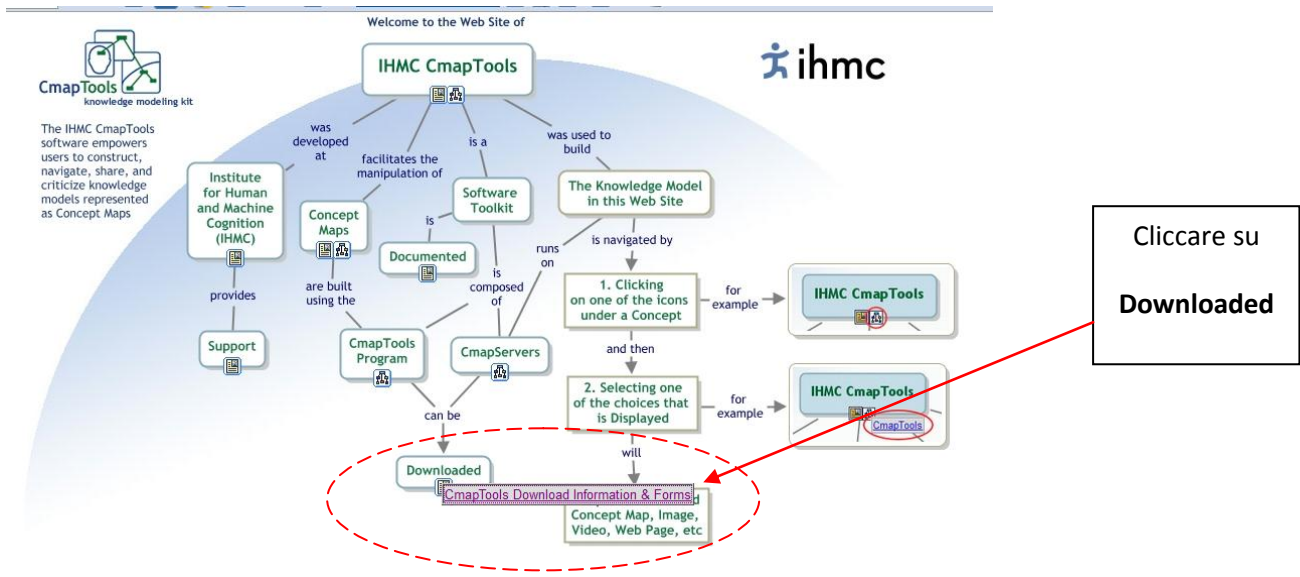 Welcome to the Web Site of
IHMC CmapTools
ihmc
CmapTools
knowledge modeling kit
The IHMC CmapTools
software empowers
users to construct,
navigate, share, and
criticize knowledge
models represented
as Concept Maps
was
developed
at
facilitates the
manipulation of
is a
was used to
build
Institute
for Human
and Machine
Cognition
(IHMC)
Concept
Maps
Software
Toolkit
The Knowledge Model
in this Web Site
is
Documented
runs
on
is navigated by
provides
are built
using the
is
composed
of
1. Clicking
on one of the icons
under a Concept
for
example
IHMC CmapTools
Support
CmapTools
Program
CmapServers
and then
2. Selecting one
of the choices that
is Displayed
for
example
IHMC CmapTools
CmapTools
can be
will
Downloaded
CmapTools Download Information & Forms
Concept Map, Image,
Video, Web Page, etc
Cliccare su
Downloaded